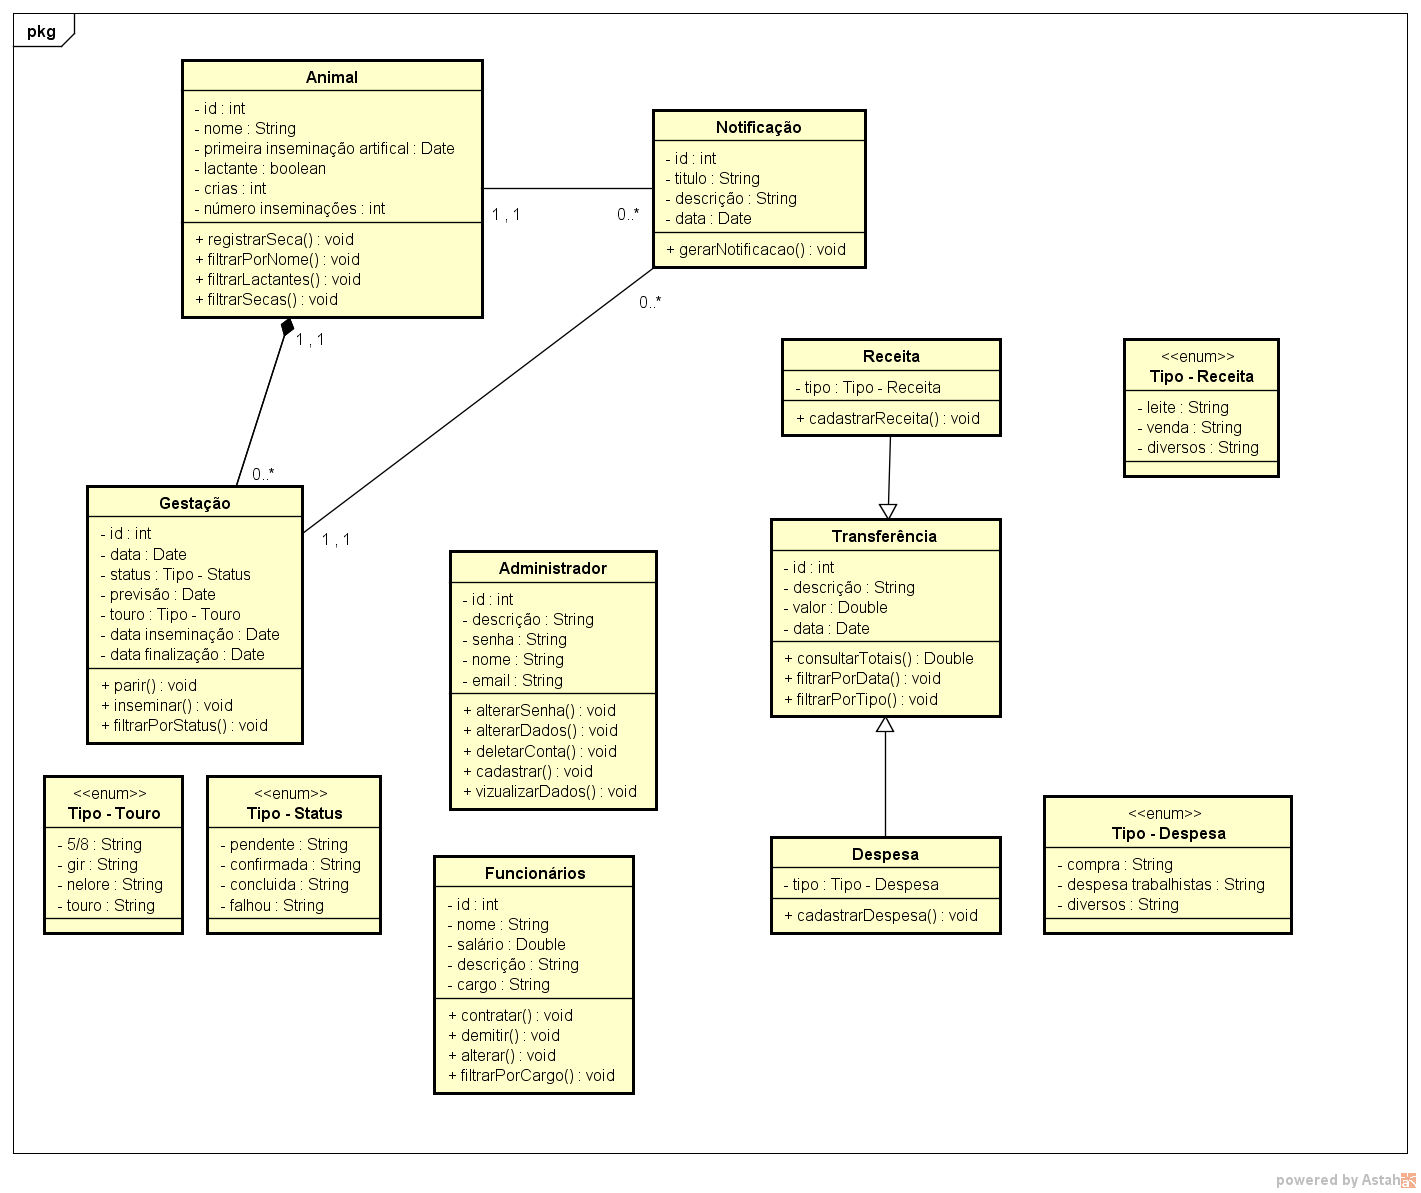 pkg
Animal
- id : int
- nome : String
- primeira inseminação artifical : Date
- lactante : boolean
- crias : int
- número inseminações : int
+ registrarSeca() : void
+ filtrarPorNome() : void
+ filtrarLactantes() : void
+ filtrarSecas() : void
Notificação
- id : int
- titulo : String
- descrição : String
- data : Date
+ gerarNotificacao() : void
1 , 1
0..*
0..*
1 , 1
0..*
1 , 1
Receita
- tipo : Tipo - Receita
+ cadastrarReceita() : void
<<enum>>
Tipo - Receita
- leite : String
- venda : String
- diversos : String
Gestação
- id : int
- data : Date
- status : Tipo - Status
- previsão : Date
- touro : Tipo - Touro
- data inseminação : Date
- data finalização : Date
+ parir() : void
+ inseminar() : void
+ filtrarPorStatus() : void
Administrador
- id : int
- descrição : String
- senha : String
- nome : String
- email : String
+ alterarSenha() : void
+ alterarDados() : void
+ deletarConta() : void
+ cadastrar() : void
+ vizualizarDados() : void
Transferência
- id : int
- descrição : String
- valor : Double
- data : Date
+ consultarTotais() : Double
+ filtrarPorData() : void
+ filtrarPorTipo() : void
<<enum>>
Tipo - Touro
- 5/8 : String
- gir : String
- nelore : String
- touro : String
<<enum>>
Tipo - Status
- pendente : String
- confirmada : String
- concluida : String
- falhou : String
Funcionários
- id : int
- nome : String
- salário : Double
- descrição : String
- cargo : String
+ contratar() : void
+ demitir() : void
+ alterar() : void
+ filtrarPorCargo() : void
Despesa
- tipo : Tipo - Despesa
+ cadastrarDespesa() : void
<<enum>>
Tipo - Despesa
- compra : String
- despesa trabalhistas : String
- diversos : String
powered by Astah